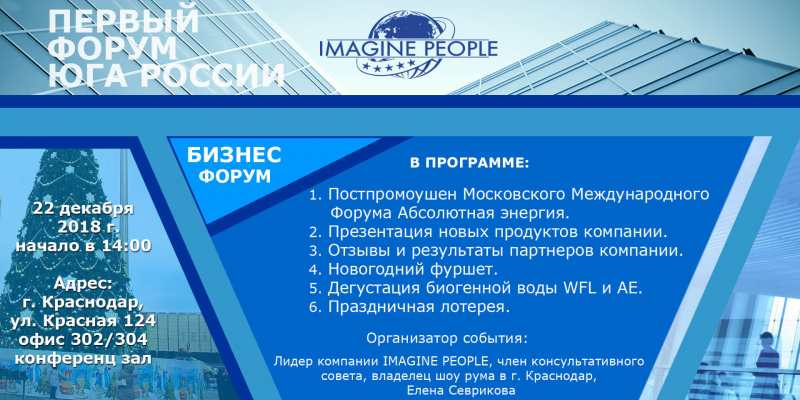 ПЕРВЫЙ
ФОРУМ
ЮГА РОССИИ
IMAGINE PEOPLE
БИЗНЕС
ФОРУМ
22 декабря
2018 г.
начало в 14:00
Адрес:
г. Краснодар,
ул. Красная 124
офис 302/304
конференц зал
В ПРОГРАММЕ:
1. Постпромоушен Московского Международного
Форума Абсолютная энергия.
2. Презентация новых продуктов компании.
3. Отзывы и результаты партнеров компании.
4. Новогодний фуршет.
5. Дегустация биогенной воды WFL и AE.
6. Праздничная лотерея.
Организатор события:
Лидер компании IMAGINE PEOPLE, член консультативного
совета, владелец шоу рума в г. Краснодар,
Елена Севрикова